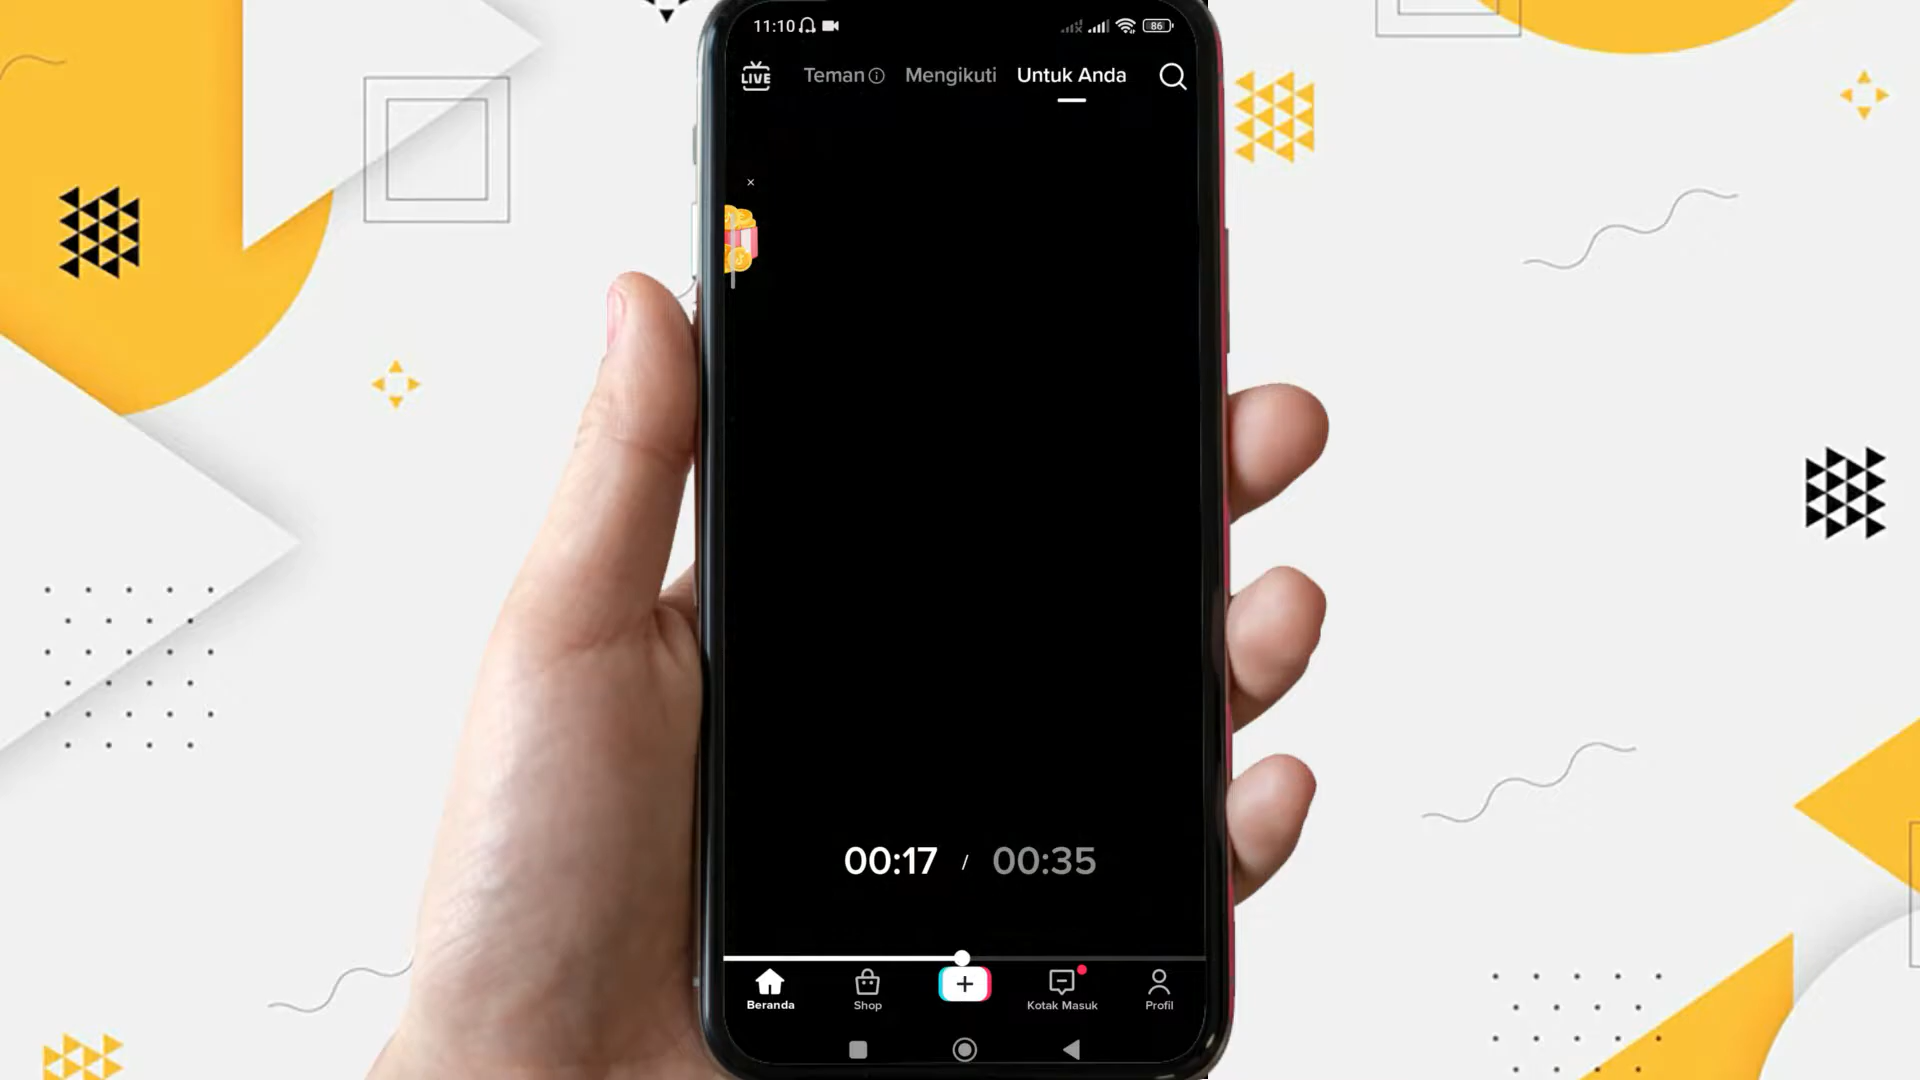 11:10
86
LIVE
Teman
Mengikuti
Untuk Anda
×
00:17 / 00:35
Beranda
Shop
Kotak Masuk
Profil